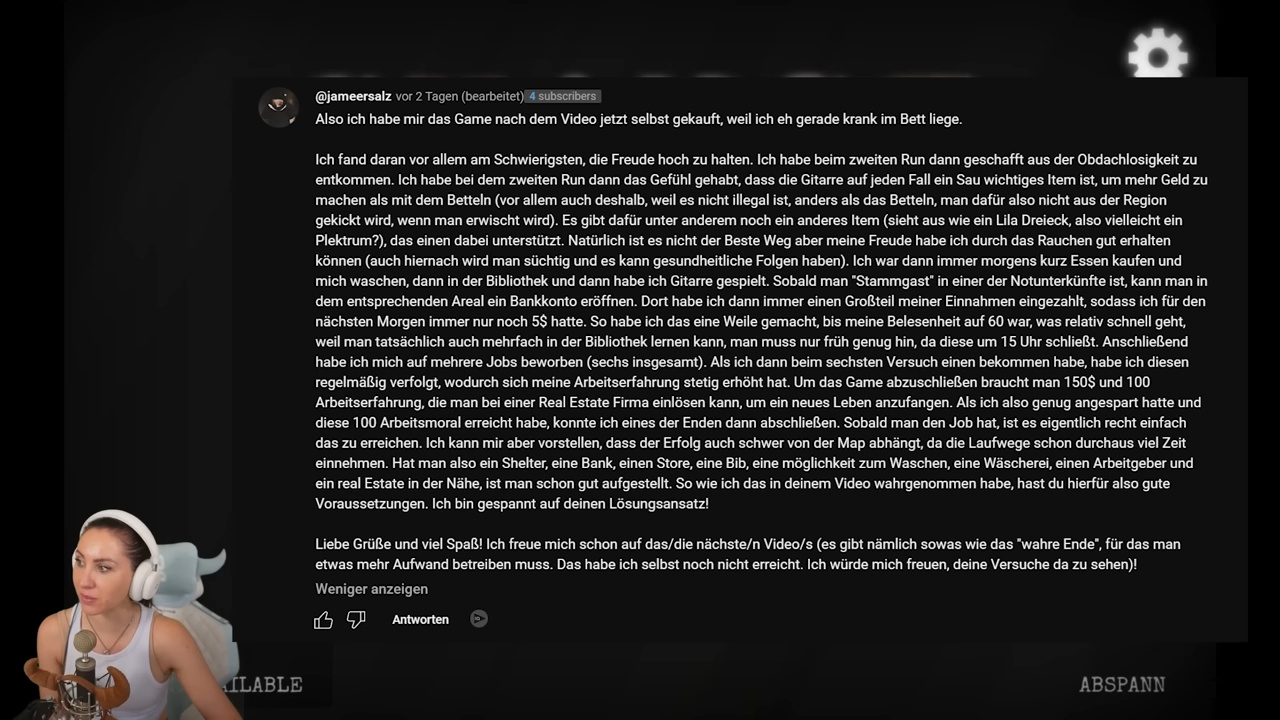 @jameersalz vor 2 Tagen (bearbeitet) 4 subscribers
Also ich habe mir das Game nach dem Video jetzt selbst gekauft, weil ich eh gerade krank im Bett liege.
Ich fand daran vor allem am Schwierigsten, die Freude hoch zu halten. Ich habe beim zweiten Run dann geschafft aus der Obdachlosigkeit zu
entkommen. Ich habe bei dem zweiten Run dann das Gefühl gehabt, dass die Gitarre auf jeden Fall ein Sau wichtiges Item ist, um mehr Geld zu
machen als mit dem Betteln (vor allem auch deshalb, weil es nicht illegal ist, anders als das Betteln, man dafür also nicht aus der Region
gekickt wird, wenn man erwischt wird). Es gibt dafür unter anderem noch ein anderes Item (sieht aus wie ein Lila Dreieck, also vielleicht ein
Plektrum?), das einen dabei unterstützt. Natürlich ist es nicht der Beste Weg aber meine Freude habe ich durch das Rauchen gut erhalten
können (auch hiernach wird man süchtig und es kann gesundheitliche Folgen haben). Ich war dann immer morgens kurz Essen kaufen und
mich waschen, dann in der Bibliothek und dann habe ich Gitarre gespielt. Sobald man "Stammgast" in einer der Notunterkünfte ist, kann man in
dem entsprechenden Areal ein Bankkonto eröffnen. Dort habe ich dann immer einen Großteil meiner Einnahmen eingezahlt, sodass ich für den
nächsten Morgen immer nur noch 5$ hatte. So habe ich das eine Weile gemacht, bis meine Belesenheit auf 60 war, was relativ schnell geht,
weil man tatsächlich auch mehrfach in der Bibliothek lernen kann, man muss nur früh genug hin, da diese um 15 Uhr schließt. Anschließend
habe ich mich auf mehrere Jobs beworben (sechs insgesamt). Als ich dann beim sechsten Versuch einen bekommen habe, habe ich diesen
regelmäßig verfolgt, wodurch sich meine Arbeitserfahrung stetig erhöht hat. Um das Game abzuschließen braucht man 150$ und 100
Arbeitserfahrung, die man bei einer Real Estate Firma einlösen kann, um ein neues Leben anzufangen. Als ich also genug angespart hatte und
diese 100 Arbeitsmoral erreicht habe, konnte ich eines der Enden dann abschließen. Sobald man den Job hat, ist es eigentlich recht einfach
das zu erreichen. Ich kann mir aber vorstellen, dass der Erfolg auch schwer von der Map abhängt, da die Laufwege schon durchaus viel Zeit
einnehmen. Hat man also ein Shelter, eine Bank, einen Store, eine Bib, eine möglichkeit zum Waschen, eine Wäscherei, einen Arbeitgeber und
ein real Estate in der Nähe, ist man schon gut aufgestellt. So wie ich das in deinem Video wahrgenommen habe, hast du hierfür also gute
Voraussetzungen. Ich bin gespannt auf deinen Lösungsansatz!
Liebe Grüße und viel Spaß! Ich freue mich schon auf das/die nächste/n Video/s (es gibt nämlich sowas wie das "wahre Ende", für das man
etwas mehr Aufwand betreiben muss. Das habe ich selbst noch nicht erreicht. Ich würde mich freuen, deine Versuche da zu sehen)!
Weniger anzeigen
Antworten
AILABLE
ABSPANN